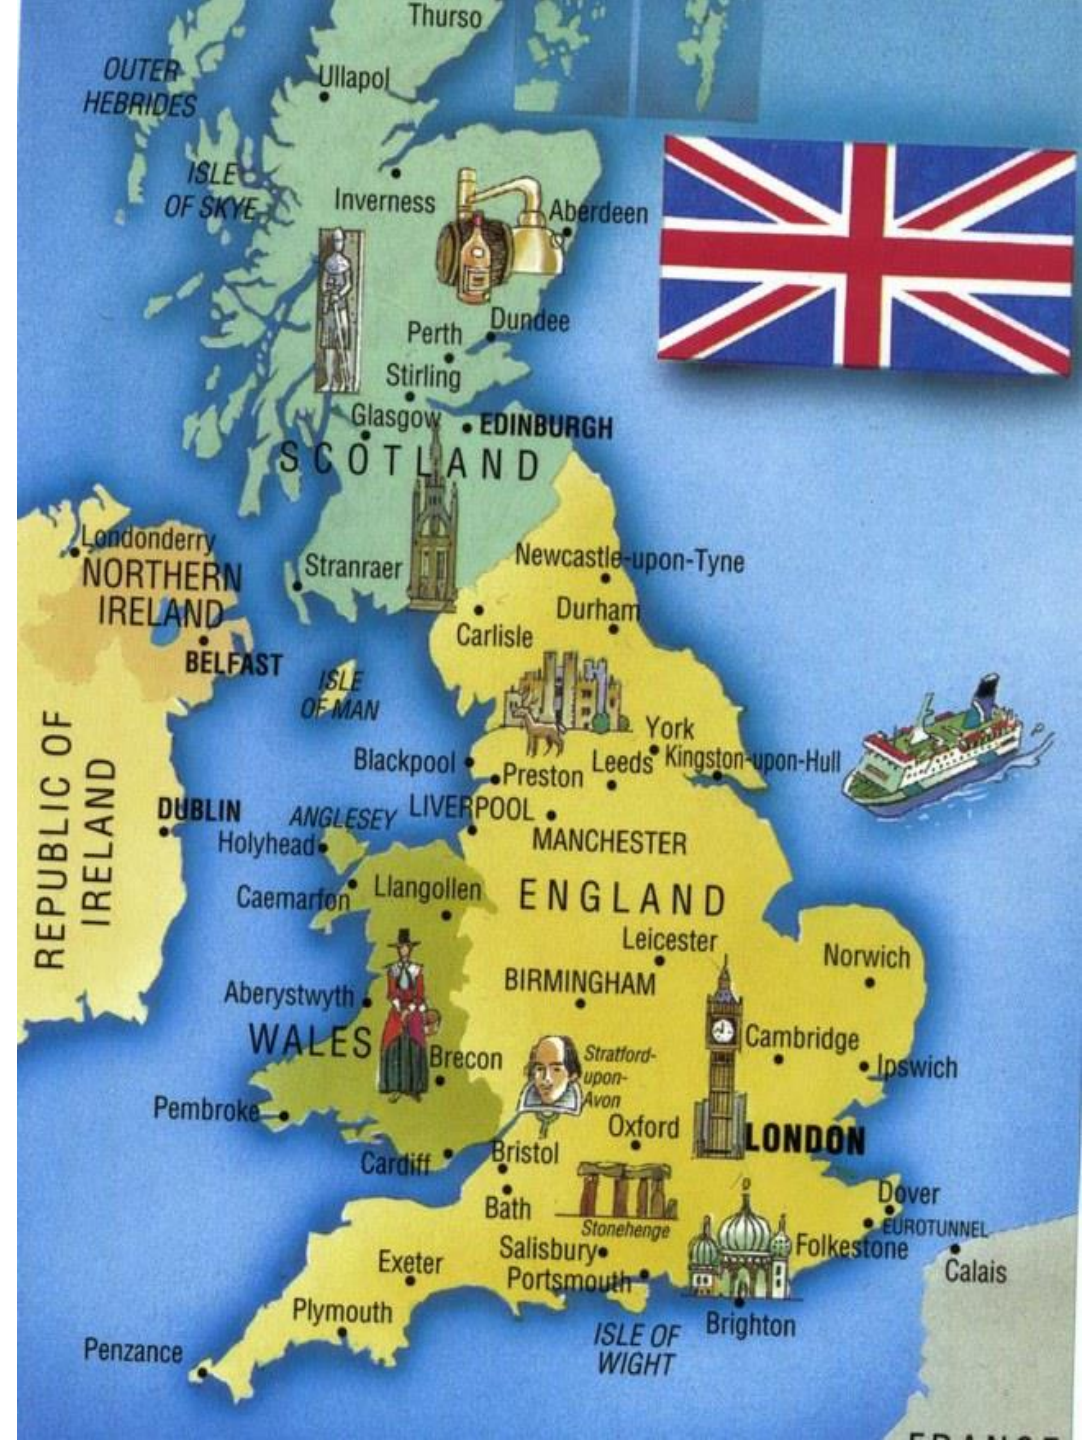 Thurso
OUTER
HEBRIDES
Ullapol
ISLE
OF SKYE
Inverness
Aberdeen
Dundee
Perth
Stirling
Glasgow
EDINBURGH
SCOTLAND
Londonderry
NORTHERN
IRELAND
BELFAST
Stranraer
Newcastle-upon-Tyne
Durham
Carlisle
ISLE
OF MAN
York
Blackpool
Leeds
Kingston-upon-Hull
Preston
REPUBLIC OF
IRELAND
DUBLIN
ANGLESEY
LIVERPOOL
Holyhead
MANCHESTER
Caemarfon
Llangollen
ENGLAND
Leicester
Norwich
BIRMINGHAM
Aberystwyth
WALES
Cambridge
Brecon
Stratford-
upon-
Avon
Ipswich
Pembroke
Oxford
LONDON
Cardiff
Bristol
Bath
Stonehenge
Dover
EUROTUNNEL
Folkestone
Salisbury
Exeter
Portsmouth
Calais
Plymouth
Brighton
ISLE OF
WIGHT
Penzance